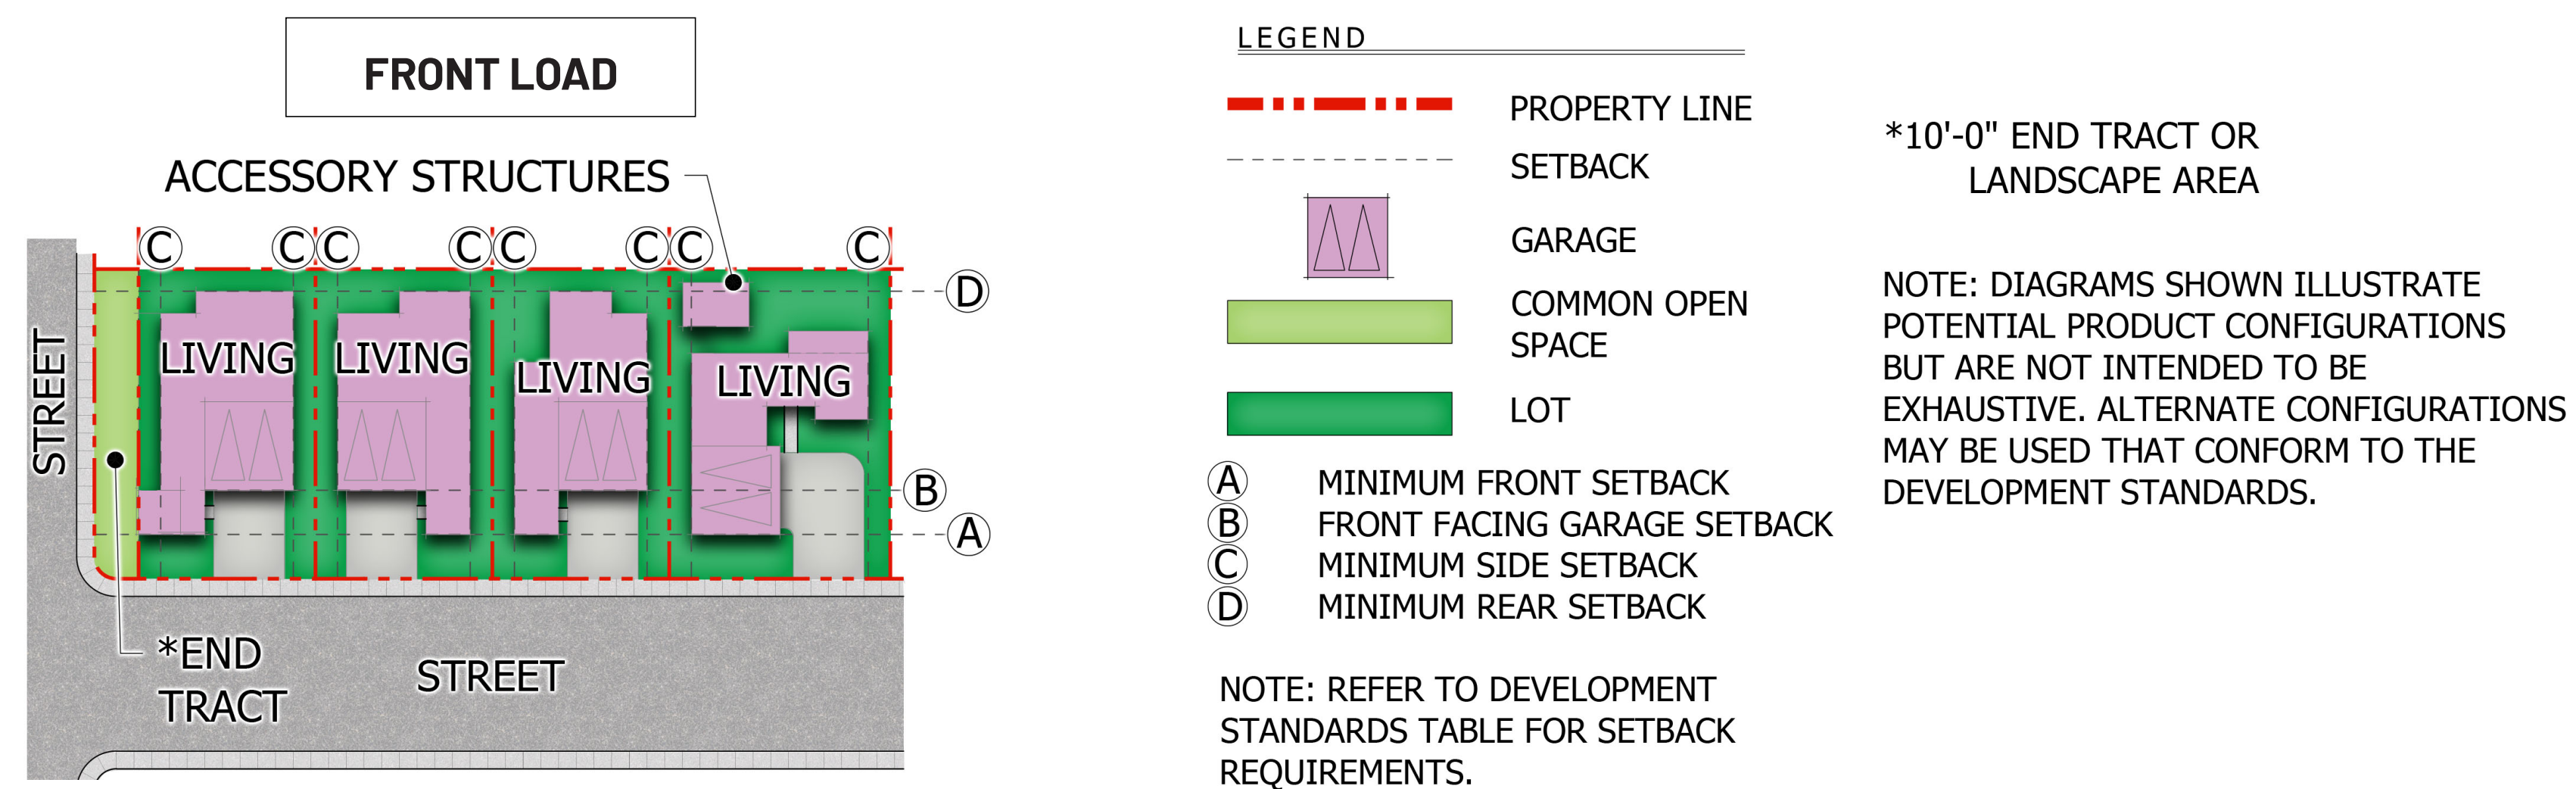 FRONT LOAD
ACCESSORY STRUCTURES
C
C
C
C
C
C
C
C
D
STREET
LIVING
LIVING
LIVING
LIVING
B
A
*END
TRACT
STREET
LEGEND
PROPERTY LINE
SETBACK
GARAGE
COMMON OPEN
SPACE
LOT
A MINIMUM FRONT SETBACK
B FRONT FACING GARAGE SETBACK
C MINIMUM SIDE SETBACK
D MINIMUM REAR SETBACK
NOTE: REFER TO DEVELOPMENT
STANDARDS TABLE FOR SETBACK
REQUIREMENTS.
*10'-0" END TRACT OR
LANDSCAPE AREA
NOTE: DIAGRAMS SHOWN ILLUSTRATE
POTENTIAL PRODUCT CONFIGURATIONS
BUT ARE NOT INTENDED TO BE
EXHAUSTIVE. ALTERNATE CONFIGURATIONS
MAY BE USED THAT CONFORM TO THE
DEVELOPMENT STANDARDS.